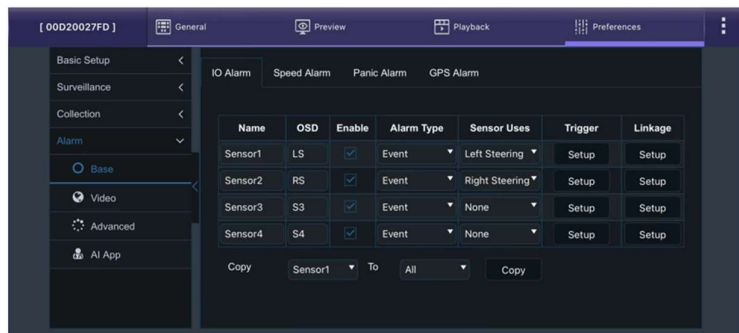 [ 00D20027FD ] General Preview Playback Preferences
Basic Setup
Surveillance
Collection
Alarm
Base
Video
Advanced
AI App
IO Alarm Speed Alarm Panic Alarm GPS Alarm
Name OSD Enable Alarm Type Sensor Uses Trigger Linkage
Sensor1 LS Event Left Steering Setup Setup
Sensor2 RS Event Right Steering Setup Setup
Sensor3 S3 Event None Setup Setup
Sensor4 S4 Event None Setup Setup
Copy Sensor1 To All Copy